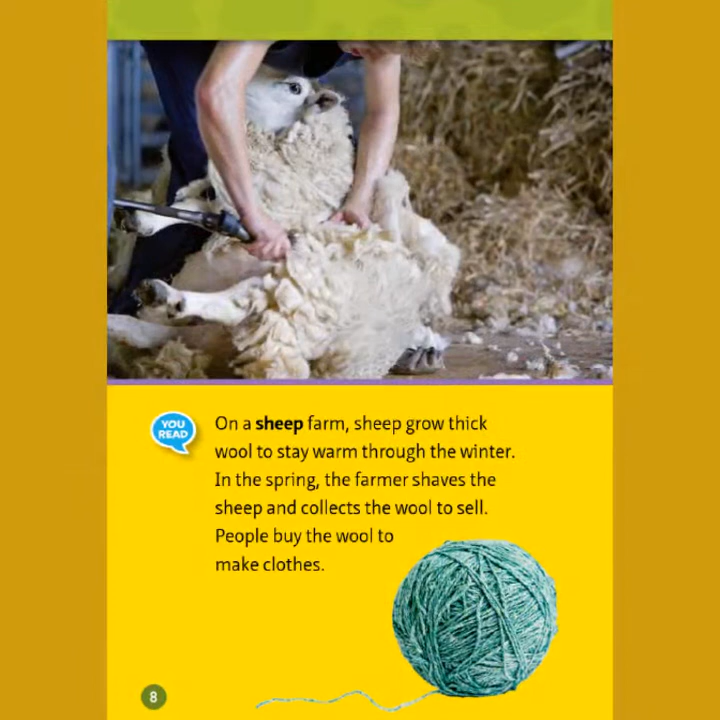 YOU
READ
On a sheep farm, sheep grow thick
wool to stay warm through the winter.
In the spring, the farmer shaves the
sheep and collects the wool to sell.
People buy the wool to
make clothes.
8